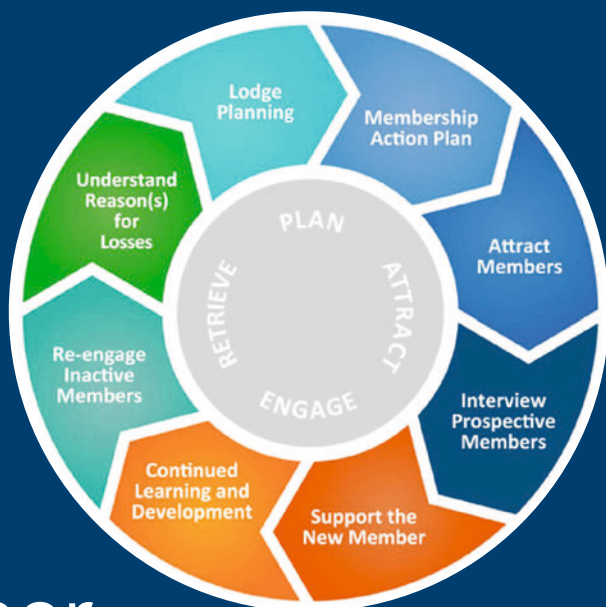 Lodge
Planning
Membership
Action Plan
Attract
Members
Interview
Prospective
Members
Support the
New Member
Continued
Learning and
Development
Re-engage
Inactive
Members
Understand
Reason(s)
for
Losses
PLAN
ATTRACT
ENGAGE
RETRIEVE